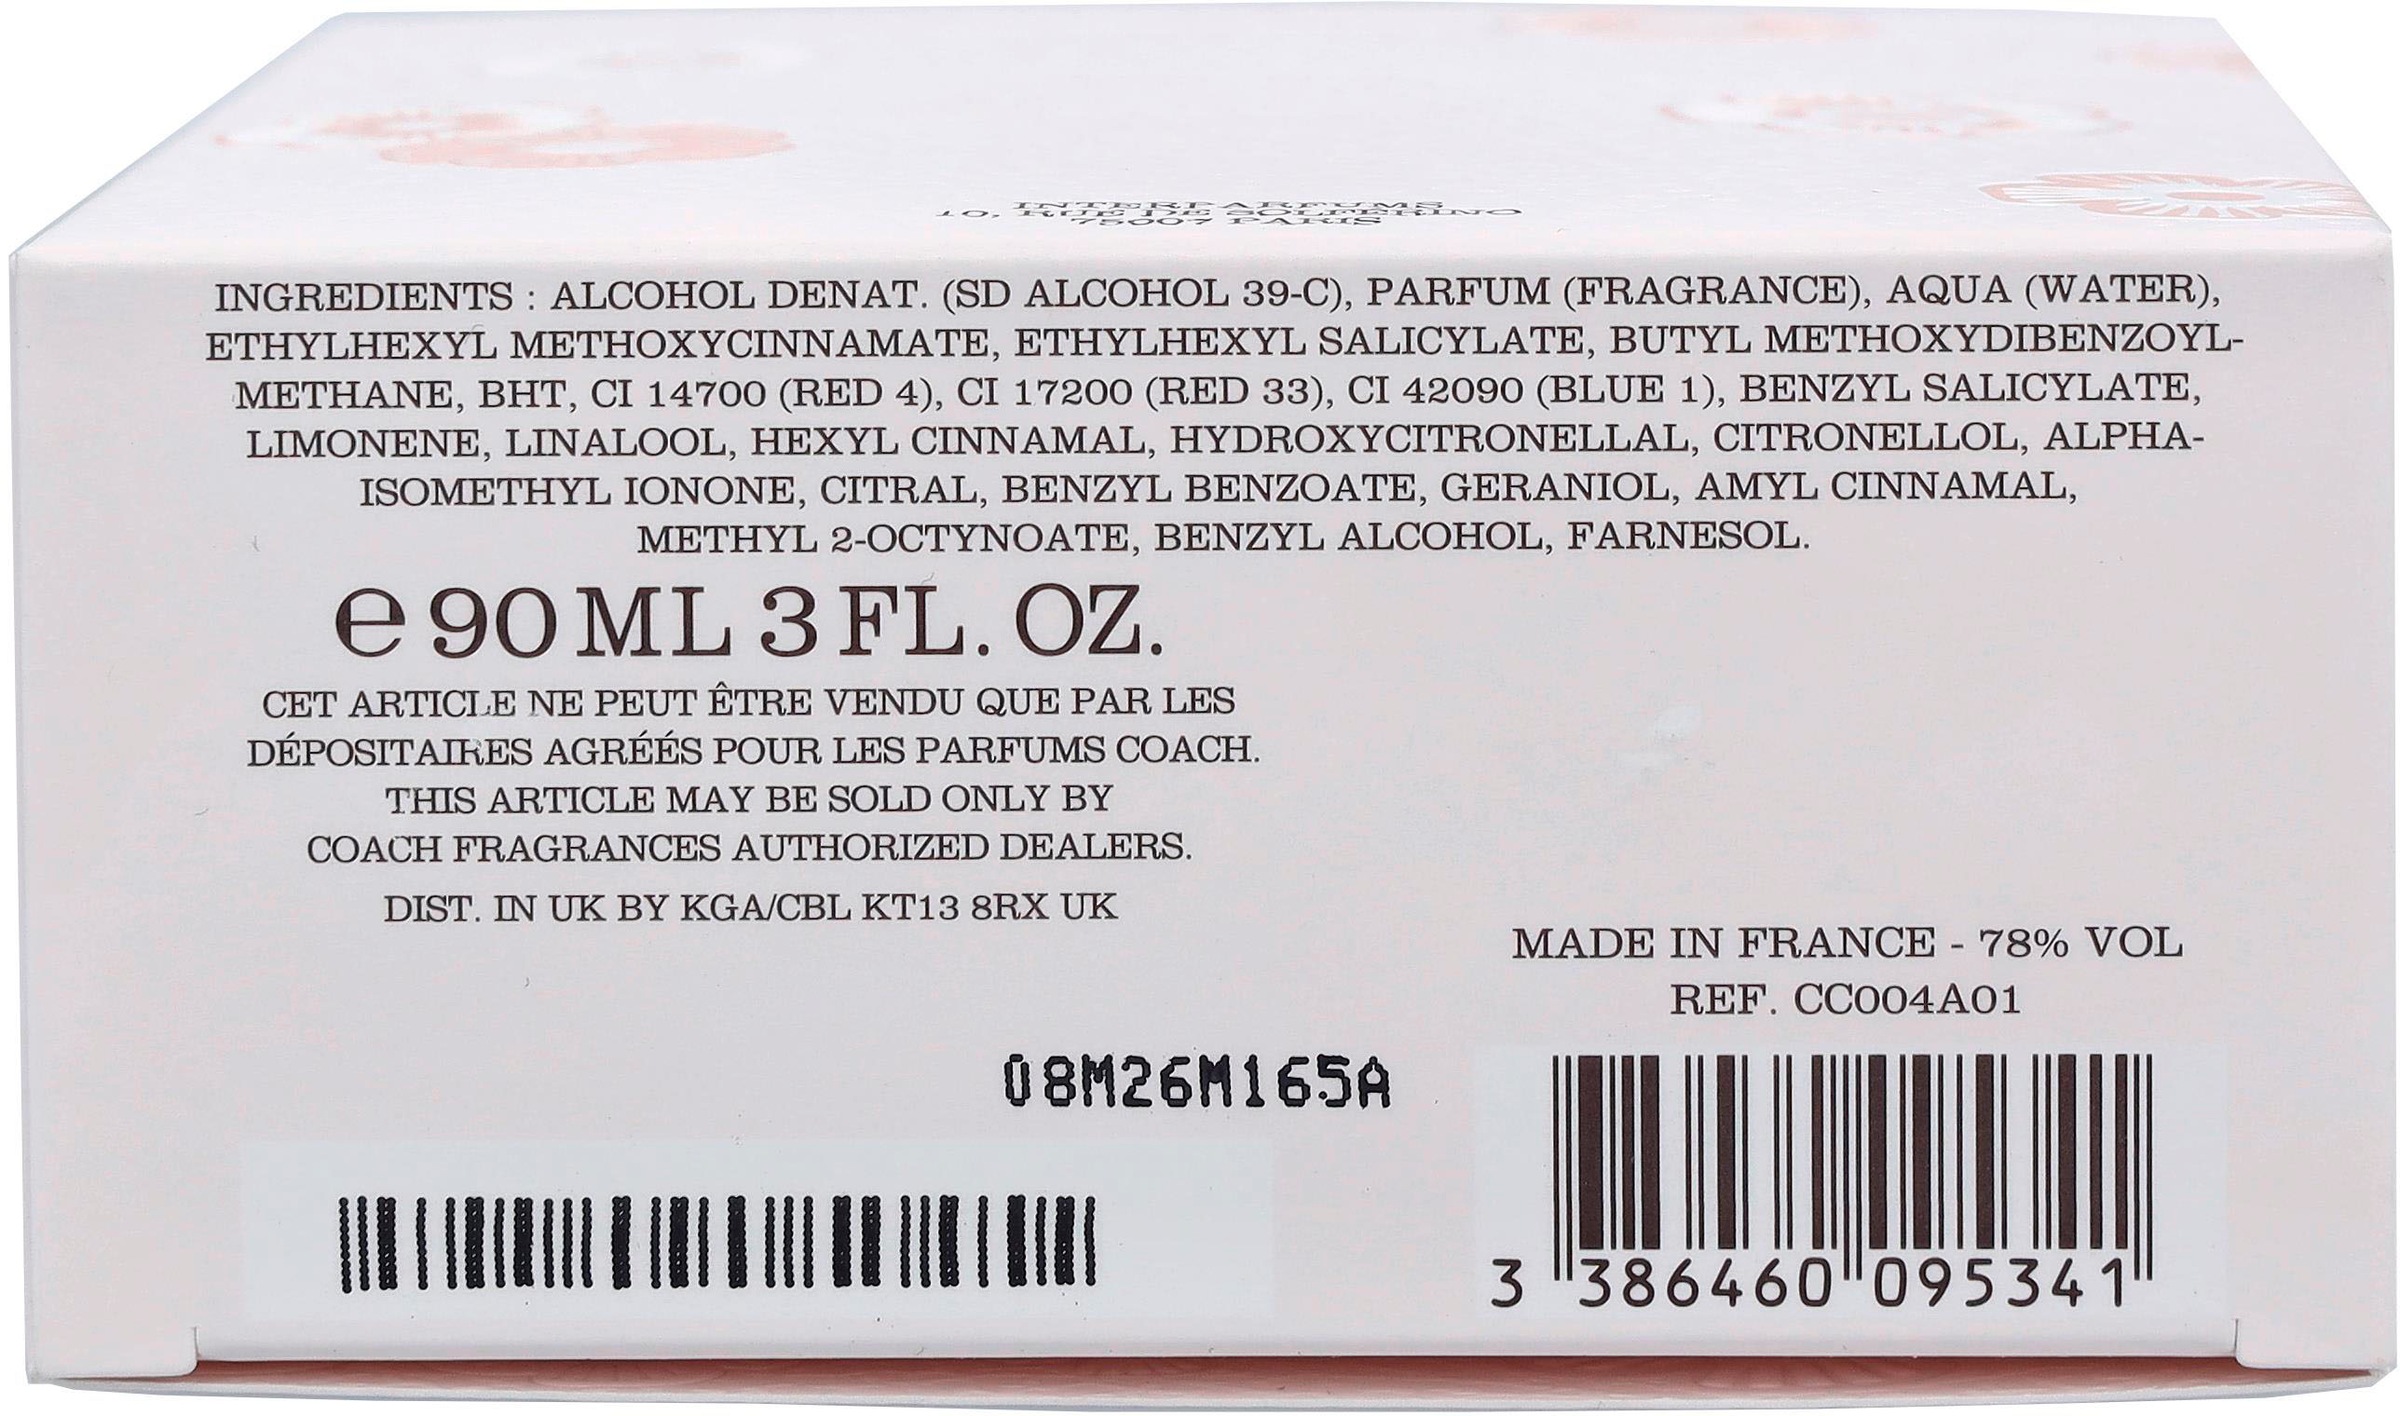 INTERPARFUMS
10, RUE DE SOLFÉRINO
75007 PARIS
INGREDIENTS : ALCOHOL DENAT. (SD ALCOHOL 39-C), PARFUM (FRAGRANCE), AQUA (WATER),
ETHYLHEXYL METHOXYCINNAMATE, ETHYLHEXYL SALICYLATE, BUTYL METHOXYDIBENZOYL-
METHANE, BHT, CI 14700 (RED 4), CI 17200 (RED 33), CI 42090 (BLUE 1), BENZYL SALICYLATE,
LIMONENE, LINALOOL, HEXYL CINNAMAL, HYDROXYCITRONELLAL, CITRONELLOL, ALPHA-
ISOMETHYL IONONE, CITRAL, BENZYL BENZOATE, GERANIOL, AMYL CINNAMAL,
METHYL 2-OCTYNOATE, BENZYL ALCOHOL, FARNESOL.
e 90 ML 3 FL. OZ.
CET ARTICLE NE PEUT ÊTRE VENDU QUE PAR LES
DÉPOSITAIRES AGRÉÉS POUR LES PARFUMS COACH.
THIS ARTICLE MAY BE SOLD ONLY BY
COACH FRAGRANCES AUTHORIZED DEALERS.
DIST. IN UK BY KGA/CBL KT13 8RX UK
MADE IN FRANCE - 78% VOL
REF. CC004A01
08M26M165A
3 386460 095341